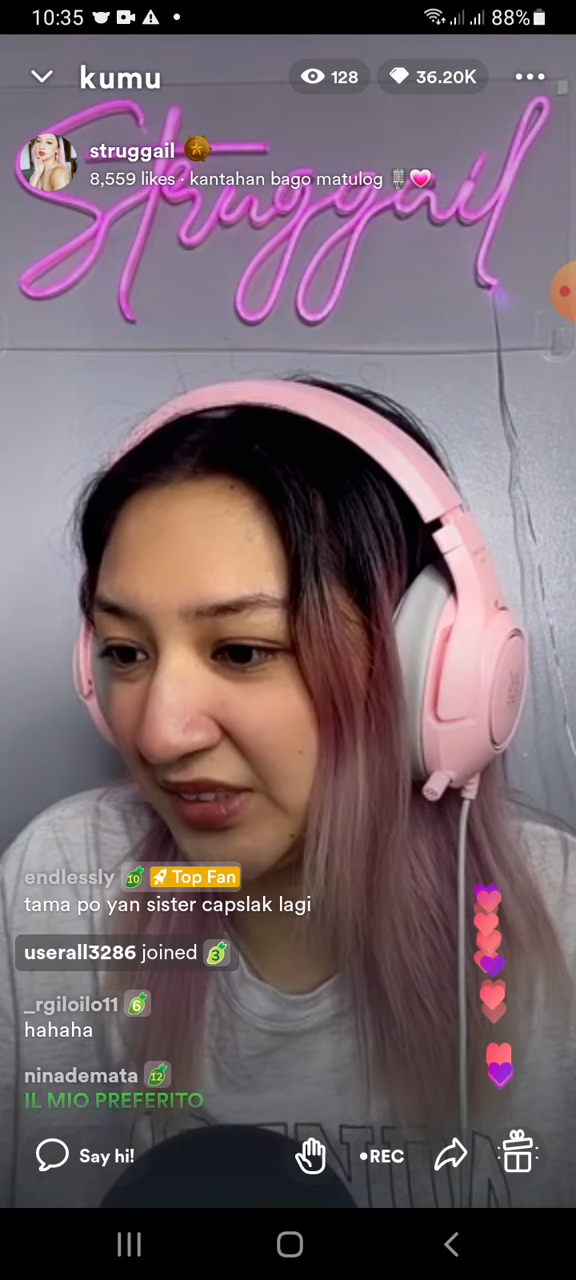 10:35
88%
kumu
128
36.20K
struggail
8,559 likes · kantahan bago matulog
Struggail
endlessly 10 Top Fan
tama po yan sister capslak lagi
userall3286 joined 3
_rgiloilo11 6
hahaha
ninademata 12
IL MIO PREFERITO
Say hi!
•REC